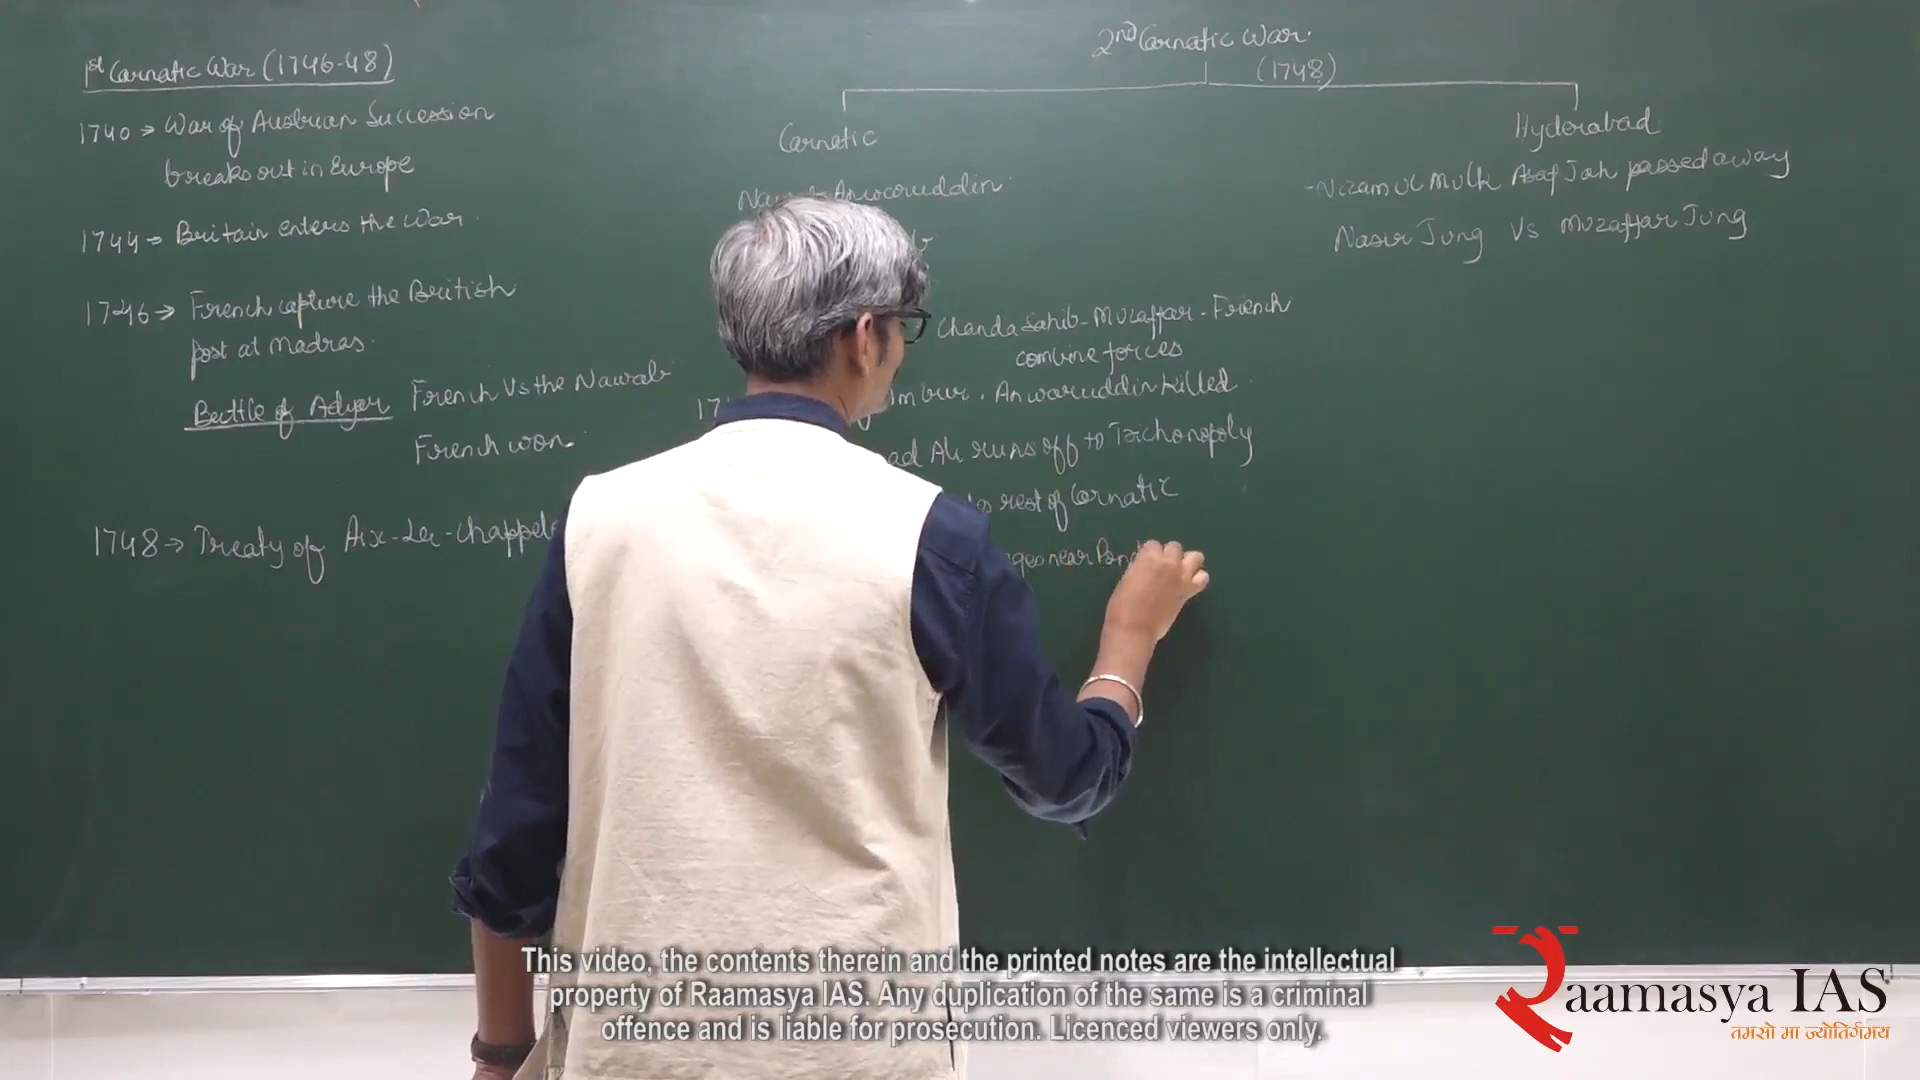 1st Carnatic War (1746-48)
1740 → War of Austrian Succession
breaks out in Europe
1744 → Britain enters the War.
1746 → French capture the British
post at Madras.
Battle of Adyar French Vs the Nawab
French won.
1748 → Treaty of Aix-La-Chappele
2nd Carnatic War.
(1748)
Carnatic
Anwaruddin
Chanda Sahib - Muzaffar - French
combine forces
Anwaruddin killed
Ali runs off to Trichonopoly
rest of Carnatic
near
Hyderabad
- Nizam Ul Mulk Asaf Jah passed away
Nasir Jung Vs Muzaffar Jung
This video, the contents therein and the printed notes are the intellectual
property of Raamasya IAS. Any duplication of the same is a criminal
offence and is liable for prosecution. Licenced viewers only.
Raamasya IAS
तमसो मा ज्योतिर्गमय